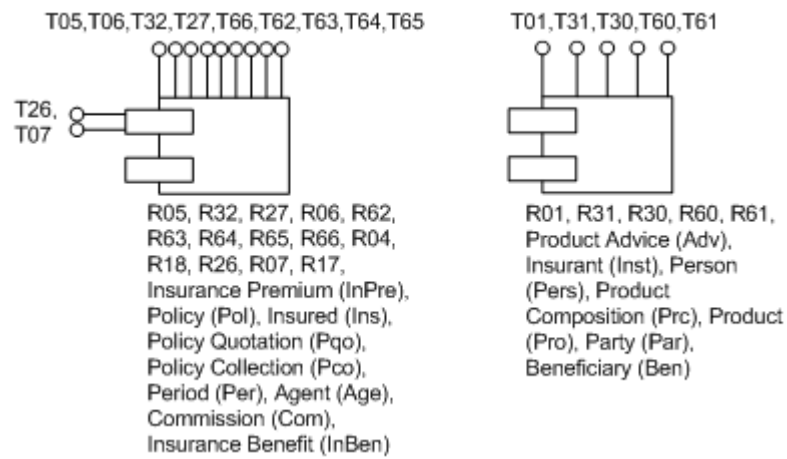 T05,T06,T32,T27,T66,T62,T63,T64,T65
T26,
T07
R05, R32, R27, R06, R62,
R63, R64, R65, R66, R04,
R18, R26, R07, R17,
Insurance Premium (InPre),
Policy (Pol), Insured (Ins),
Policy Quotation (Pqo),
Policy Collection (Pco),
Period (Per), Agent (Age),
Commission (Com),
Insurance Benefit (InBen)
T01,T31,T30,T60,T61
R01, R31, R30, R60, R61,
Product Advice (Adv),
Insurant (Inst), Person
(Pers), Product
Composition (Prc), Product
(Pro), Party (Par),
Beneficiary (Ben)